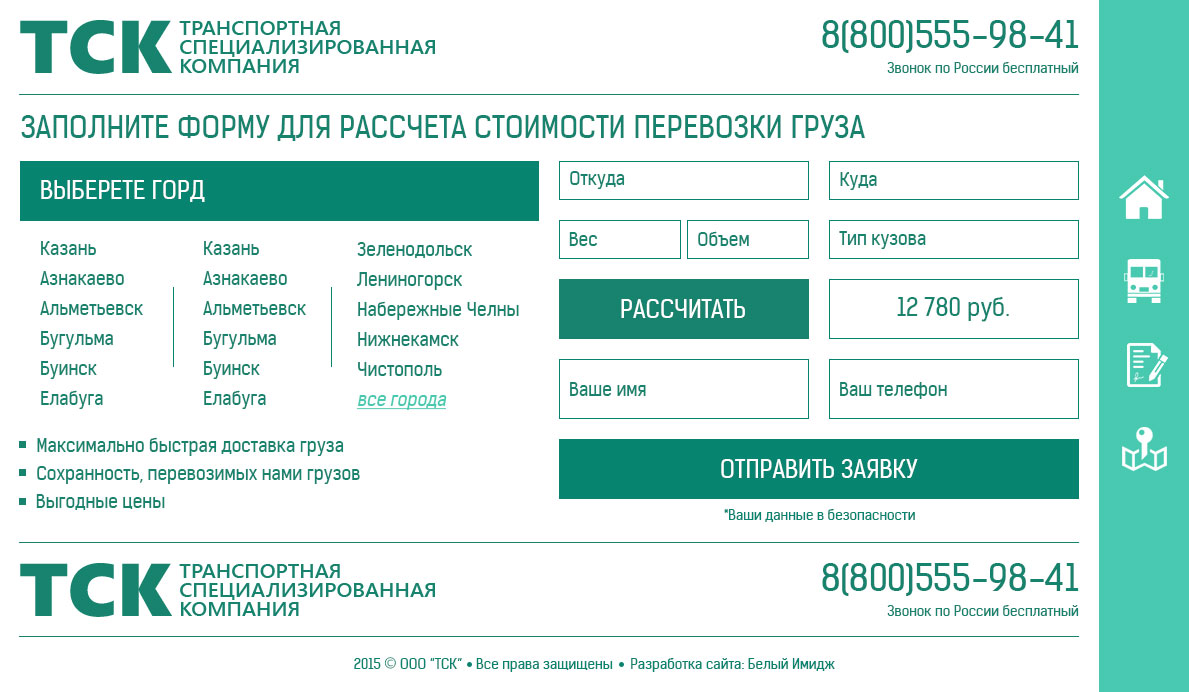 ТСК ТРАНСПОРТНАЯ
СПЕЦИАЛИЗИРОВАННАЯ
КОМПАНИЯ
8(800)555-98-41
Звонок по России бесплатный
ЗАПОЛНИТЕ ФОРМУ ДЛЯ РАССЧЕТА СТОИМОСТИ ПЕРЕВОЗКИ ГРУЗА
ВЫБЕРЕТЕ ГОРД
Казань
Азнакаево
Альметьевск
Бугульма
Буинск
Елабуга
Казань
Азнакаево
Альметьевск
Бугульма
Буинск
Елабуга
Зеленодольск
Лениногорск
Набережные Челны
Нижнекамск
Чистополь
все города
Максимально быстрая доставка груза
Сохранность, перевозимых нами грузов
Выгодные цены
Откуда
Куда
Вес
Объем
Тип кузова
РАССЧИТАТЬ
12 780 руб.
Ваше имя
Ваш телефон
ОТПРАВИТЬ ЗАЯВКУ
*Ваши данные в безопасности
ТСК ТРАНСПОРТНАЯ
СПЕЦИАЛИЗИРОВАННАЯ
КОМПАНИЯ
8(800)555-98-41
Звонок по России бесплатный
2015 © ООО "ТСК" • Все права защищены • Разработка сайта: Белый Имидж